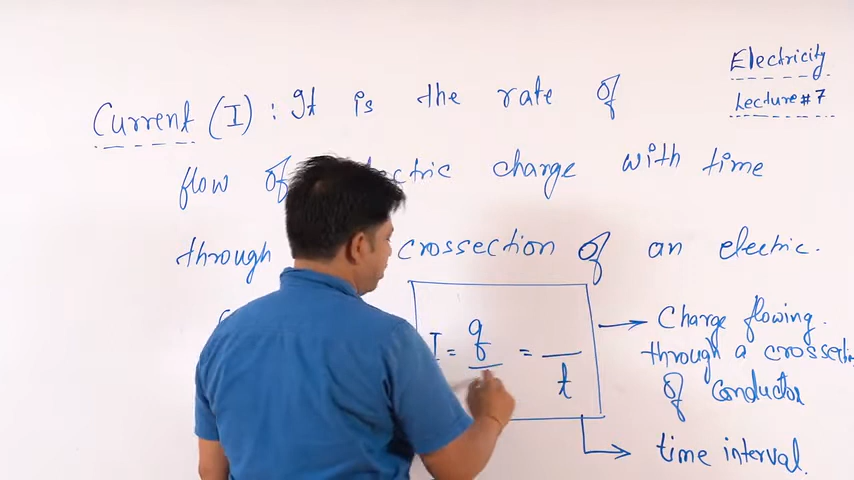 Electricity
Lecture #7
Current (I) : It is the rate of
flow of electric charge with time
through crossection of an electric.
I = q = t
Charge flowing.
through a crossecti
of conductor
time interval.